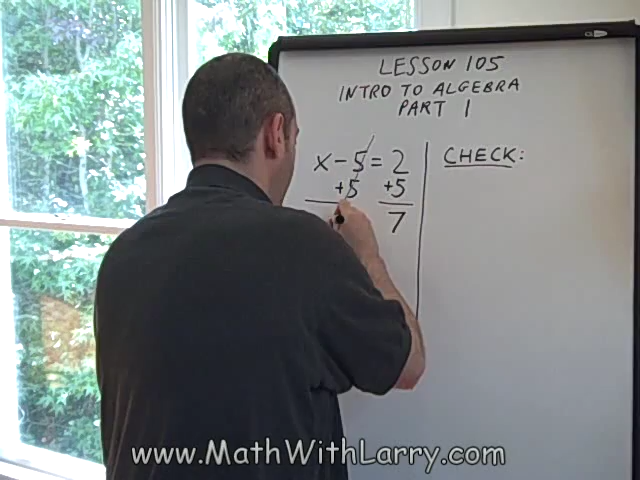 LESSON 105
INTRO TO ALGEBRA
PART 1
x - 5 = 2
+5 +5
7
CHECK:
www.MathWithLarry.com